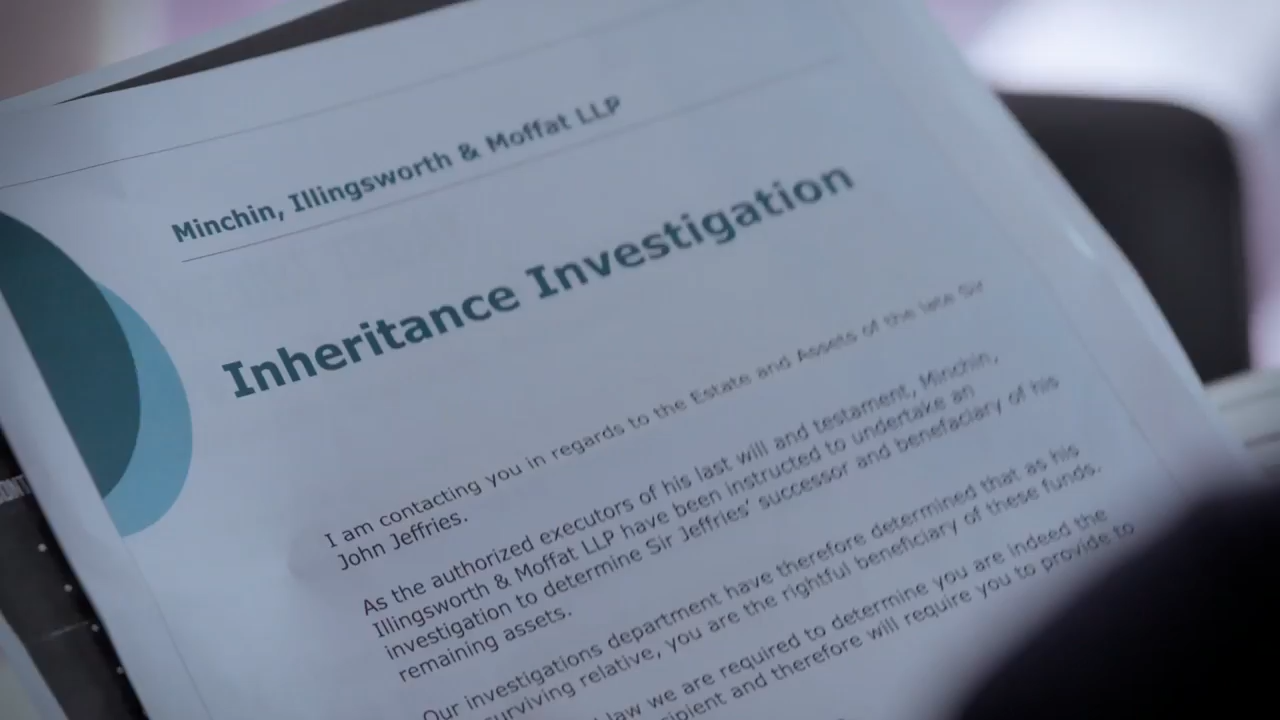 Minchin, Illingsworth & Moffat LLP
Inheritance Investigation
I am contacting you in regards to the Estate and Assets of the late Sir
John Jeffries.
As the authorized executors of his last will and testament, Minchin,
Illingsworth & Moffat LLP have been instructed to undertake an
investigation to determine Sir Jeffries' successor and benefaciary of his
remaining assets.
Our investigations department have therefore determined that as his
surviving relative, you are the rightful beneficiary of these funds.
law we are required to determine you are indeed the
and therefore will require you to provide to